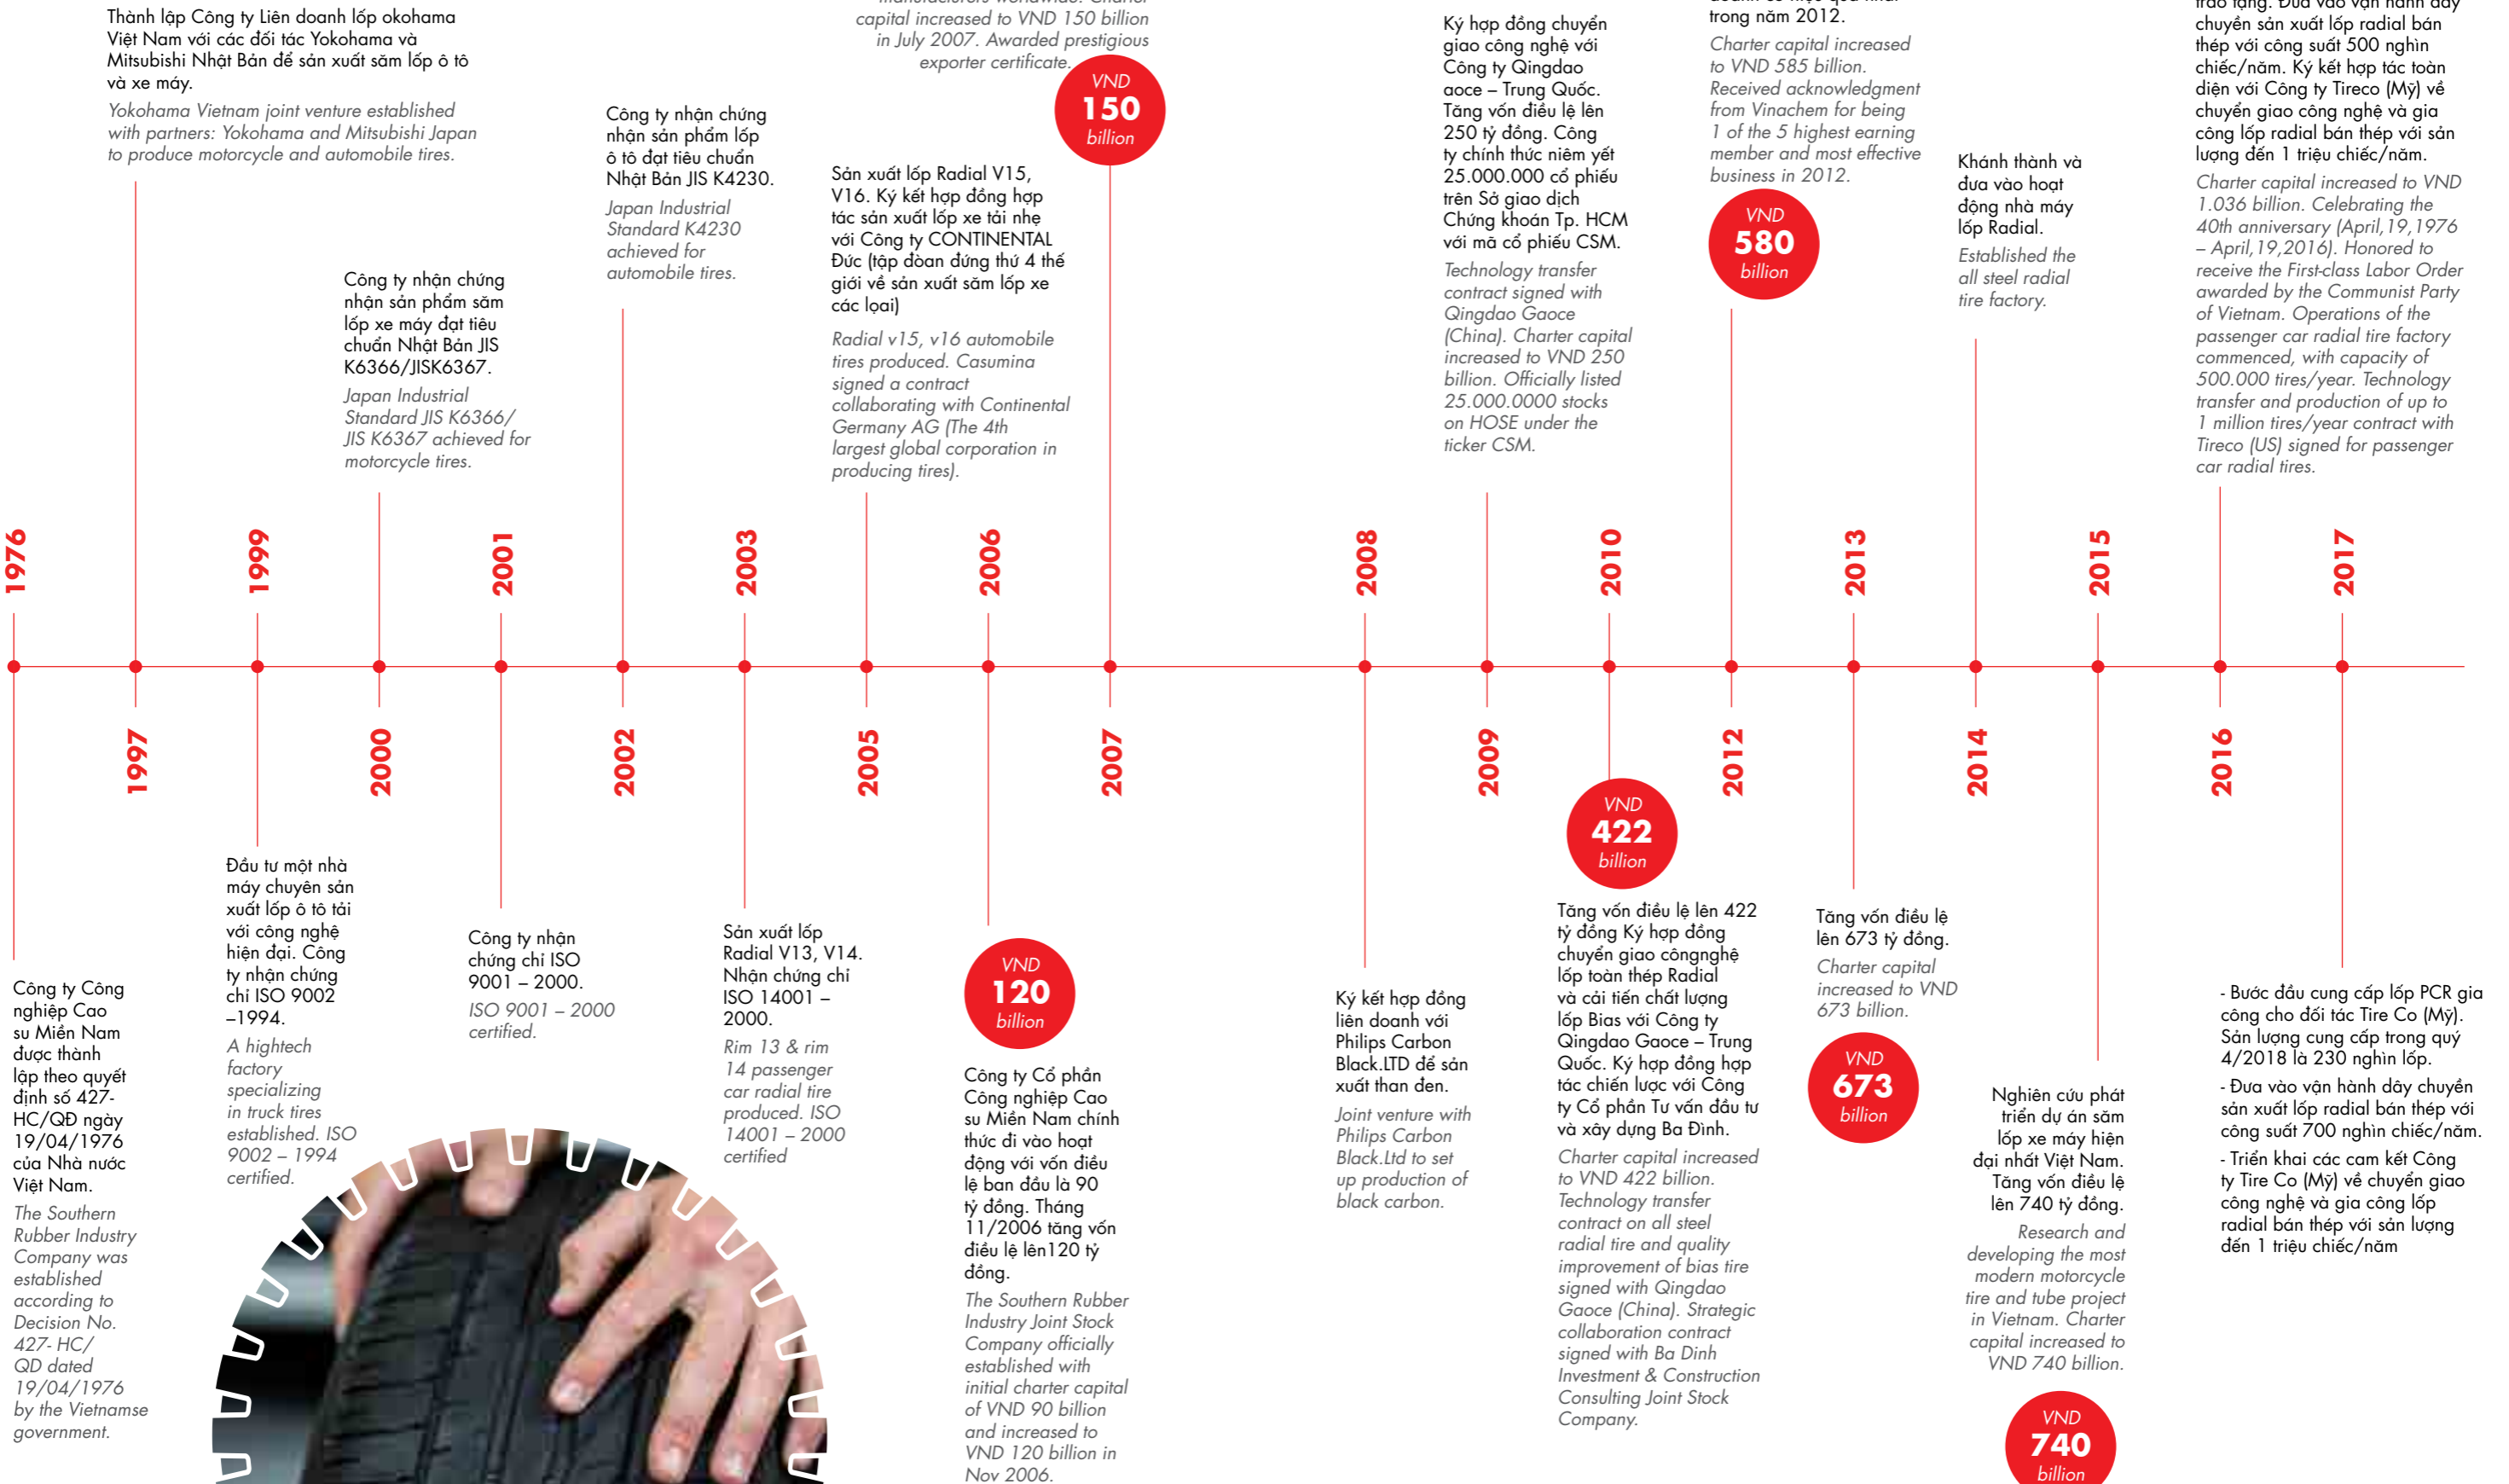 Thành lập Công ty Liên doanh lốp okohama
Việt Nam với các đối tác Yokohama và
Mitsubishi Nhật Bản để sản xuất săm lốp ô tô
và xe máy.
Yokohama Vietnam joint venture established
with partners: Yokohama and Mitsubishi Japan
to produce motorcycle and automobile tires.
Công ty nhận chứng
nhận sản phẩm săm
lốp xe máy đạt tiêu
chuẩn Nhật Bản JIS
K6366/JISK6367.
Japan Industrial
Standard JIS K6366/
JIS K6367 achieved for
motorcycle tires.
Công ty nhận chứng
nhận sản phẩm lốp
ô tô đạt tiêu chuẩn
Nhật Bản JIS K4230.
Japan Industrial
Standard K4230
achieved for
automobile tires.
Sản xuất lốp Radial V15,
V16. Ký kết hợp đồng hợp
tác sản xuất lốp xe tải nhẹ
với Công ty CONTINENTAL
Đức (tập đòan đứng thứ 4 thế
giới về sản xuất săm lốp xe
các lọai)
Radial v15, v16 automobile
tires produced. Casumina
signed a contract
collaborating with Continental
Germany AG (The 4th
largest global corporation in
producing tires).
manufacturers worldwide. Charter
capital increased to VND 150 billion
in July 2007. Awarded prestigious
exporter certificate.
VND
150
billion
Ký hợp đồng chuyển
giao công nghệ với
Công ty Qingdao
aoce – Trung Quốc.
Tăng vốn điều lệ lên
250 tỷ đồng. Công
ty chính thức niêm yết
25.000.000 cổ phiếu
trên Sở giao dịch
Chứng khoán Tp. HCM
với mã cổ phiếu CSM.
Technology transfer
contract signed with
Qingdao Gaoce
(China). Charter capital
increased to VND 250
billion. Officially listed
25.000.0000 stocks
on HOSE under the
ticker CSM.
trong năm 2012.
Charter capital increased
to VND 585 billion.
Received acknowledgment
from Vinachem for being
1 of the 5 highest earning
member and most effective
business in 2012.
VND
580
billion
Khánh thành và
đưa vào hoạt
động nhà máy
lốp Radial.
Established the
all steel radial
tire factory.
trao tặng. Đưa vào vận hành dây
chuyền sản xuất lốp radial bán
thép với công suất 500 nghìn
chiếc/năm. Ký kết hợp tác toàn
diện với Công ty Tireco (Mỹ) về
chuyển giao công nghệ và gia
công lốp radial bán thép với sản
lượng đến 1 triệu chiếc/năm.
Charter capital increased to VND
1.036 billion. Celebrating the
40th anniversary (April,19,1976
– April,19,2016). Honored to
receive the First-class Labor Order
awarded by the Communist Party
of Vietnam. Operations of the
passenger car radial tire factory
commenced, with capacity of
500.000 tires/year. Technology
transfer and production of up to
1 million tires/year contract with
Tireco (US) signed for passenger
car radial tires.
1976
1999
2001
2003
2006
2008
2010
2013
2015
2017
1997
2000
2002
2005
2007
2009
2012
2014
2016
Công ty Công
nghiệp Cao
su Miền Nam
được thành
lập theo quyết
định số 427-
HC/QĐ ngày
19/04/1976
của Nhà nước
Việt Nam.
The Southern
Rubber Industry
Company was
established
according to
Decision No.
427- HC/
QD dated
19/04/1976
by the Vietnamse
government.
Đầu tư một nhà
máy chuyên sản
xuất lốp ô tô tải
với công nghệ
hiện đại. Công
ty nhận chứng
chỉ ISO 9002
–1994.
A hightech
factory
specializing
in truck tires
established. ISO
9002 – 1994
certified.
Công ty nhận
chứng chỉ ISO
9001 – 2000.
ISO 9001 – 2000
certified.
Sản xuất lốp
Radial V13, V14.
Nhận chứng chỉ
ISO 14001 –
2000.
Rim 13 & rim
14 passenger
car radial tire
produced. ISO
14001 – 2000
certified
VND
120
billion
Công ty Cổ phần
Công nghiệp Cao
su Miền Nam chính
thức đi vào hoạt
động với vốn điều
lệ ban đầu là 90
tỷ đồng. Tháng
11/2006 tăng vốn
điều lệ lên120 tỷ
đồng.
The Southern Rubber
Industry Joint Stock
Company officially
established with
initial charter capital
of VND 90 billion
and increased to
VND 120 billion in
Nov 2006.
Ký kết hợp đồng
liên doanh với
Philips Carbon
Black.LTD để sản
xuất than đen.
Joint venture with
Philips Carbon
Black.Ltd to set
up production of
black carbon.
VND
422
billion
Tăng vốn điều lệ lên 422
tỷ đồng Ký hợp đồng
chuyển giao côngnghệ
lốp toàn thép Radial
và cải tiến chất lượng
lốp Bias với Công ty
Qingdao Gaoce – Trung
Quốc. Ký hợp đồng hợp
tác chiến lược với Công
ty Cổ phần Tư vấn đầu tư
và xây dựng Ba Đình.
Charter capital increased
to VND 422 billion.
Technology transfer
contract on all steel
radial tire and quality
improvement of bias tire
signed with Qingdao
Gaoce (China). Strategic
collaboration contract
signed with Ba Dinh
Investment & Construction
Consulting Joint Stock
Company.
Tăng vốn điều lệ
lên 673 tỷ đồng.
Charter capital
increased to VND
673 billion.
VND
673
billion
Nghiên cứu phát
triển dự án săm
lốp xe máy hiện
đại nhất Việt Nam.
Tăng vốn điều lệ
lên 740 tỷ đồng.
Research and
developing the most
modern motorcycle
tire and tube project
in Vietnam. Charter
capital increased to
VND 740 billion.
VND
740
billion
- Bước đầu cung cấp lốp PCR gia
công cho đối tác Tire Co (Mỹ).
Sản lượng cung cấp trong quý
4/2018 là 230 nghìn lốp.
- Đưa vào vận hành dây chuyền
sản xuất lốp radial bán thép với
công suất 700 nghìn chiếc/năm.
- Triển khai các cam kết Công
ty Tire Co (Mỹ) về chuyển giao
công nghệ và gia công lốp
radial bán thép với sản lượng
đến 1 triệu chiếc/năm